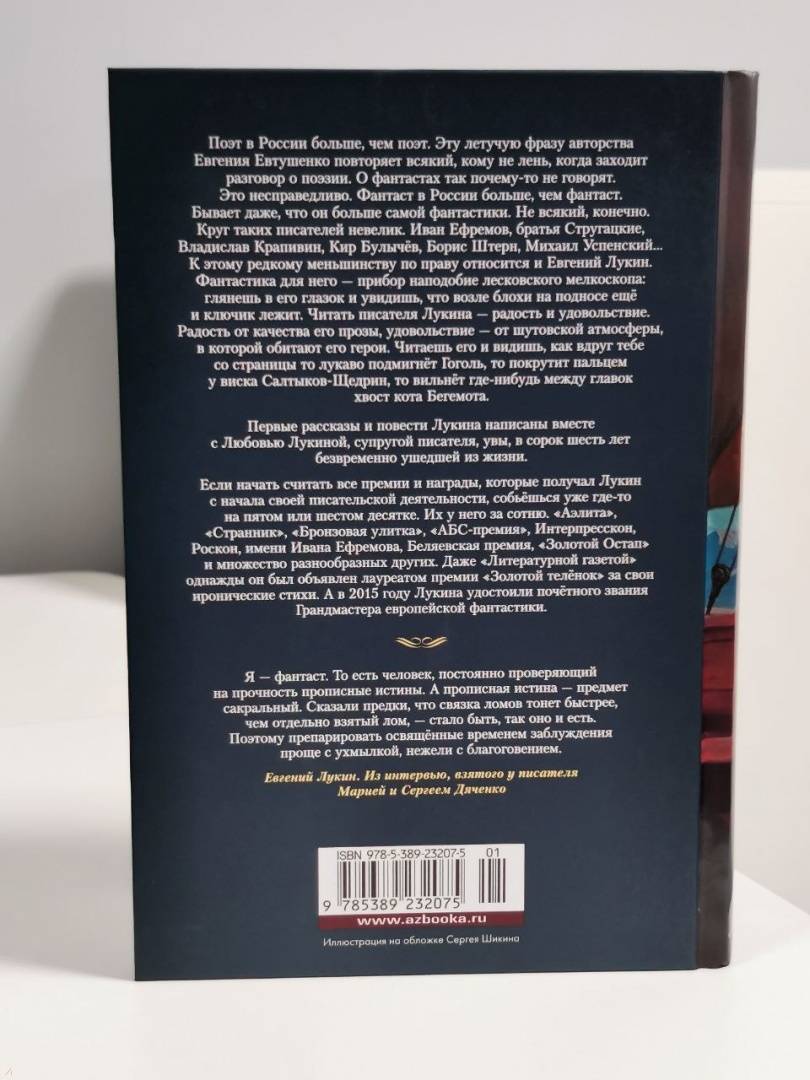 Поэт в России больше, чем поэт. Эту летучую фразу авторства
Евгения Евтушенко повторяет всякий, кому не лень, когда заходит
разговор о поэзии. О фантастах так почему-то не говорят.
Это несправедливо. Фантаст в России больше, чем фантаст.
Бывает даже, что он больше самой фантастики. Не всякий, конечно.
Круг таких писателей невелик. Иван Ефремов, братья Стругацкие,
Владислав Крапивин, Кир Булычёв, Борис Штерн, Михаил Успенский...
К этому редкому меньшинству по праву относится и Евгений Лукин.
Фантастика для него — прибор наподобие лесковского мелкоскопа:
глянешь в его глазок и увидишь, что возле блохи на подносе ещё
и ключик лежит. Читать писателя Лукина — радость и удовольствие.
Радость от качества его прозы, удовольствие — от шутовской атмосферы,
в которой обитают его герои. Читаешь его и видишь, как вдруг тебе
со страницы то лукаво подмигнёт Гоголь, то покрутит пальцем
у виска Салтыков-Щедрин, то вильнёт где-нибудь между главок
хвост кота Бегемота.
Первые рассказы и повести Лукина написаны вместе
с Любовью Лукиной, супругой писателя, увы, в сорок шесть лет
безвременно ушедшей из жизни.
Если начать считать все премии и награды, которые получал Лукин
с начала своей писательской деятельности, собьёшься уже где-то
на пятом или шестом десятке. Их у него за сотню. «Аэлита»,
«Странник», «Бронзовая улитка», «АБС-премия», Интерпресскон,
Роскон, имени Ивана Ефремова, Беляевская премия, «Золотой Остап»
и множество разнообразных других. Даже «Литературной газетой»
однажды он был объявлен лауреатом премии «Золотой телёнок» за свои
иронические стихи. А в 2015 году Лукина удостоили почётного звания
Грандмастера европейской фантастики.
Я — фантаст. То есть человек, постоянно проверяющий
на прочность прописные истины. А прописная истина — предмет
сакральный. Сказали предки, что связка ломов тонет быстрее,
чем отдельно взятый лом, — стало быть, так оно и есть.
Поэтому препарировать освящённые временем заблуждения
проще с ухмылкой, нежели с благоговением.
Евгений Лукин. Из интервью, взятого у писателя
Марией и Сергеем Дяченко
ISBN 978-5-389-23207-5 01
9 785389 232075
www.azbooka.ru
Иллюстрация на обложке Сергея Шикина